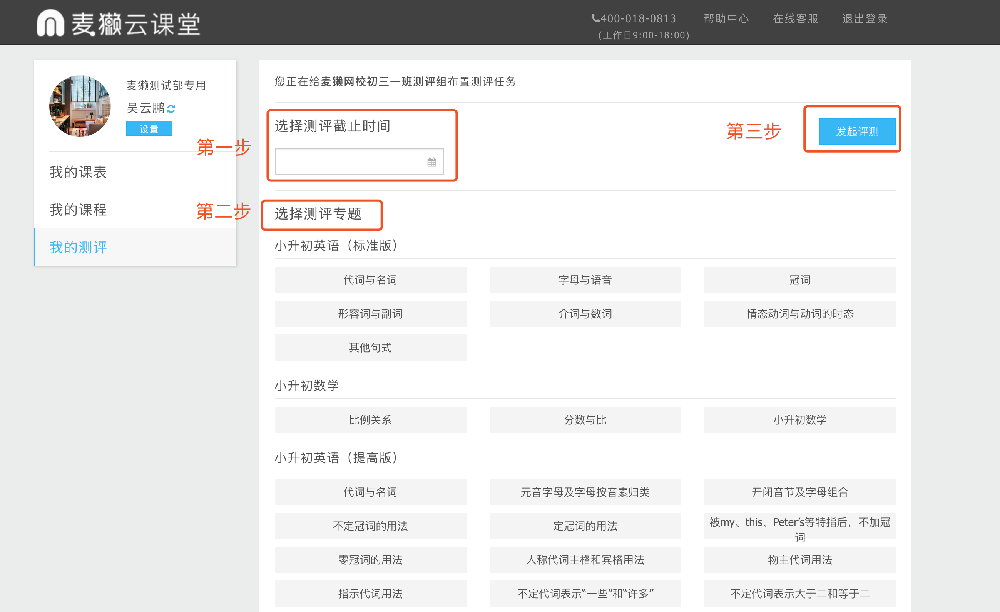 麦獭云课堂
400-018-0813
(工作日9:00-18:00)
帮助中心
在线客服
退出登录
麦獭测试部专用
吴云鹏
设置
我的课表
我的课程
我的测评
您正在给麦獭网校初三一班测评组布置测评任务
第一步
选择测评截止时间
第三步
发起评测
第二步
选择测评专题
小升初英语（标准版）
代词与名词
字母与语音
冠词
形容词与副词
介词与数词
情态动词与动词的时态
其他句式
小升初数学
比例关系
分数与比
小升初数学
小升初英语（提高版）
代词与名词
元音字母及字母按音素归类
开闭音节及字母组合
不定冠词的用法
定冠词的用法
被my、this、Peter’s等特指后，不加冠
词
零冠词的用法
人称代词主格和宾格用法
物主代词用法
指示代词用法
不定代词表示“一些”和“许多”
不定代词表示大于二和等于二